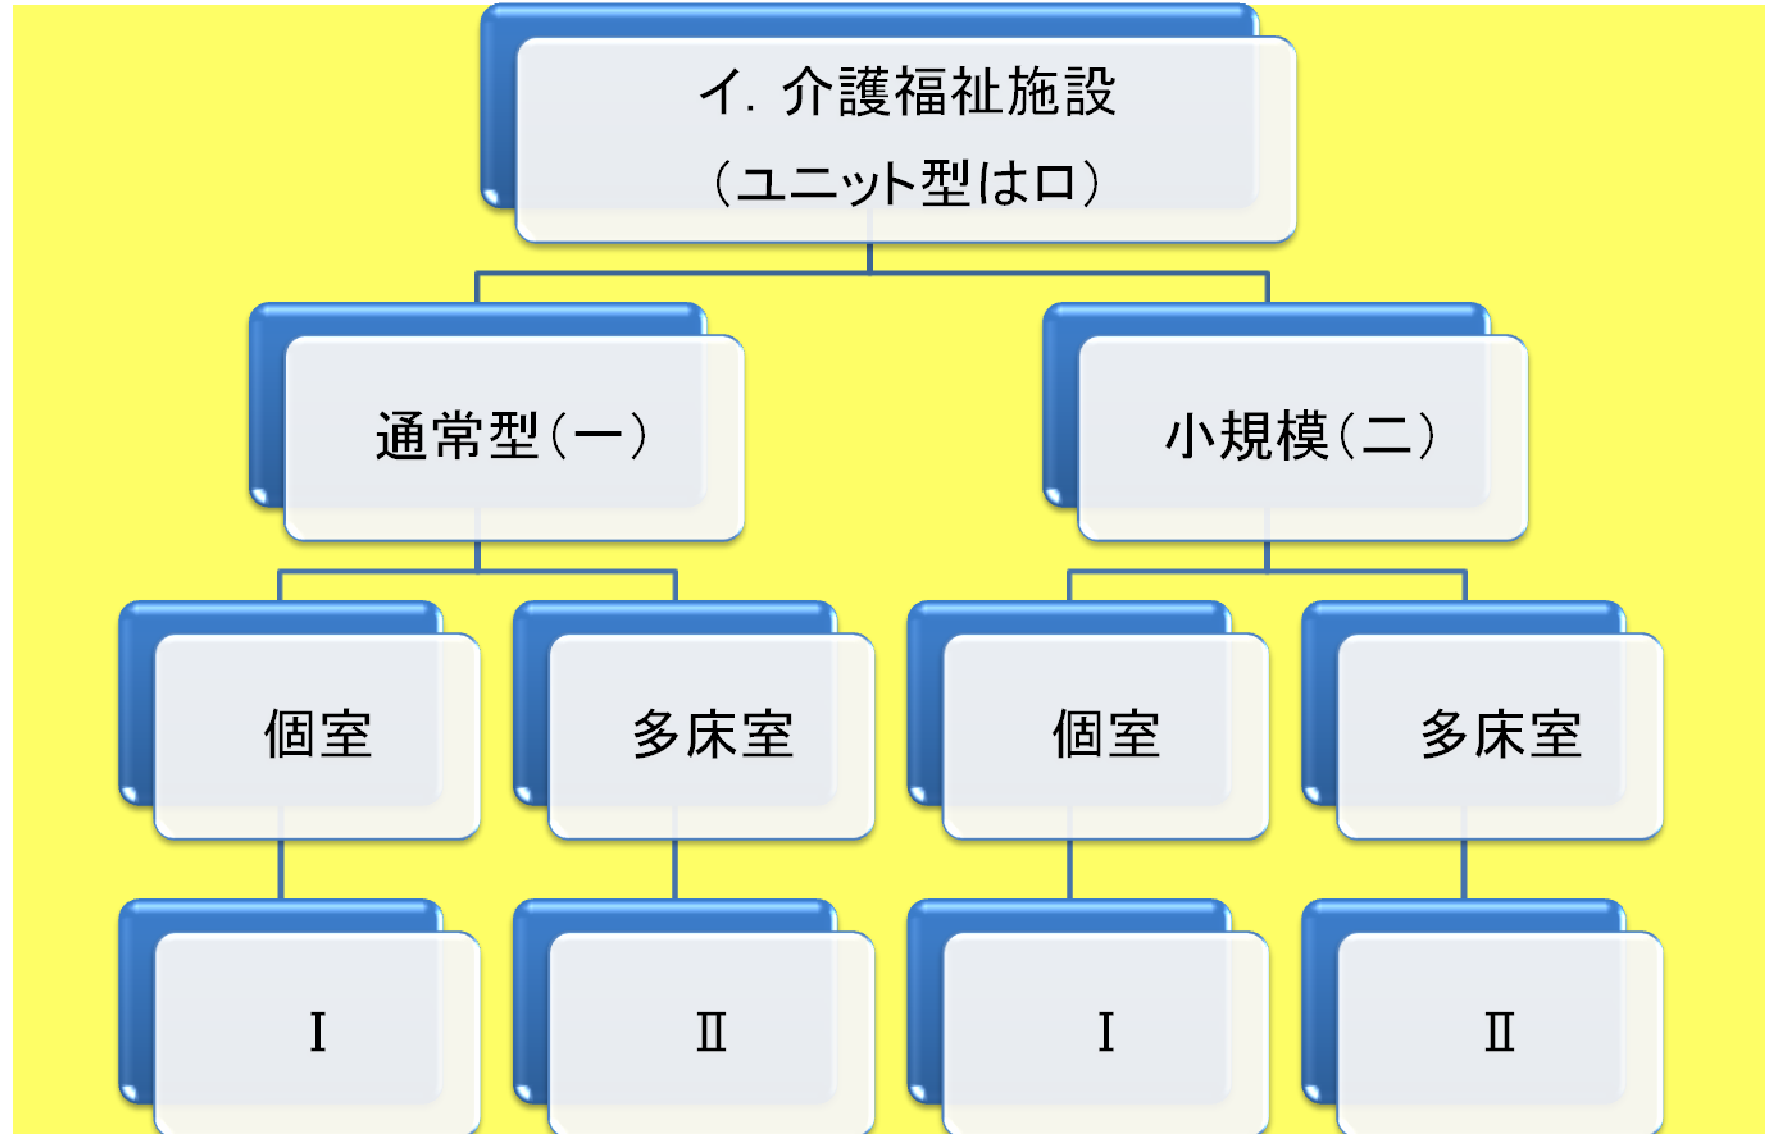 イ．介護福祉施設
（ユニット型はロ）
通常型（一）
小規模（二）
個室
多床室
個室
多床室
Ⅰ
Ⅱ
Ⅰ
Ⅱ